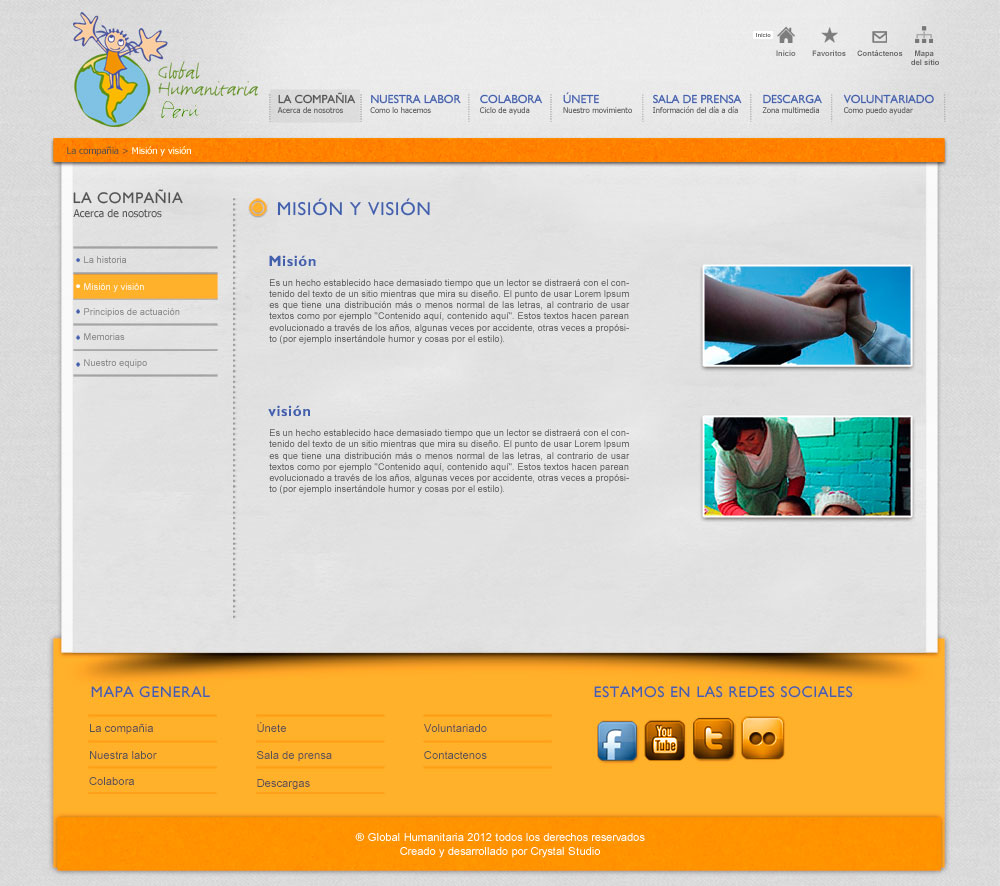 Global
Humanitaria
Perú
Inicio
Inicio
Favoritos
Contáctenos
Mapa
del sitio
LA COMPAÑIA
Acerca de nosotros
NUESTRA LABOR
Como lo hacemos
COLABORA
Ciclo de ayuda
ÚNETE
Nuestro movimiento
SALA DE PRENSA
Información del día a día
DESCARGA
Zona multimedia
VOLUNTARIADO
Como puedo ayudar
La compañia > Misión y visión
LA COMPAÑIA
Acerca de nosotros
La historia
Misión y visión
Principios de actuación
Memorias
Nuestro equipo
MISIÓN Y VISIÓN
Misión
Es un hecho establecido hace demasiado tiempo que un lector se distraerá con el con-
tenido del texto de un sitio mientras que mira su diseño. El punto de usar Lorem Ipsum
es que tiene una distribución más o menos normal de las letras, al contrario de usar
textos como por ejemplo "Contenido aquí, contenido aquí". Estos textos hacen parean
evolucionado a través de los años, algunas veces por accidente, otras veces a propósi-
to (por ejemplo insertándole humor y cosas por el estilo).
visión
Es un hecho establecido hace demasiado tiempo que un lector se distraerá con el con-
tenido del texto de un sitio mientras que mira su diseño. El punto de usar Lorem Ipsum
es que tiene una distribución más o menos normal de las letras, al contrario de usar
textos como por ejemplo "Contenido aquí, contenido aquí". Estos textos hacen parean
evolucionado a través de los años, algunas veces por accidente, otras veces a propósi-
to (por ejemplo insertándole humor y cosas por el estilo).
MAPA GENERAL
La compañia
Nuestra labor
Colabora
Únete
Sala de prensa
Descargas
Voluntariado
Contactenos
ESTAMOS EN LAS REDES SOCIALES
f
You
Tube
t
® Global Humanitaria 2012 todos los derechos reservados
Creado y desarrollado por Crystal Studio